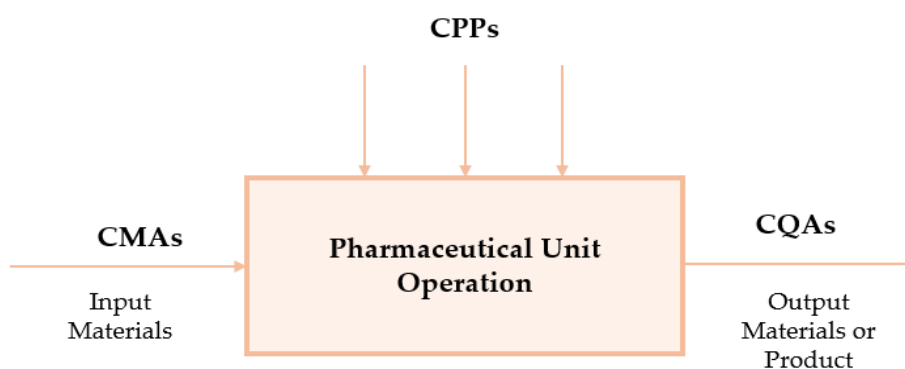 CPPs
CMAs
Input
Materials
Pharmaceutical Unit
Operation
CQAs
Output
Materials or
Product